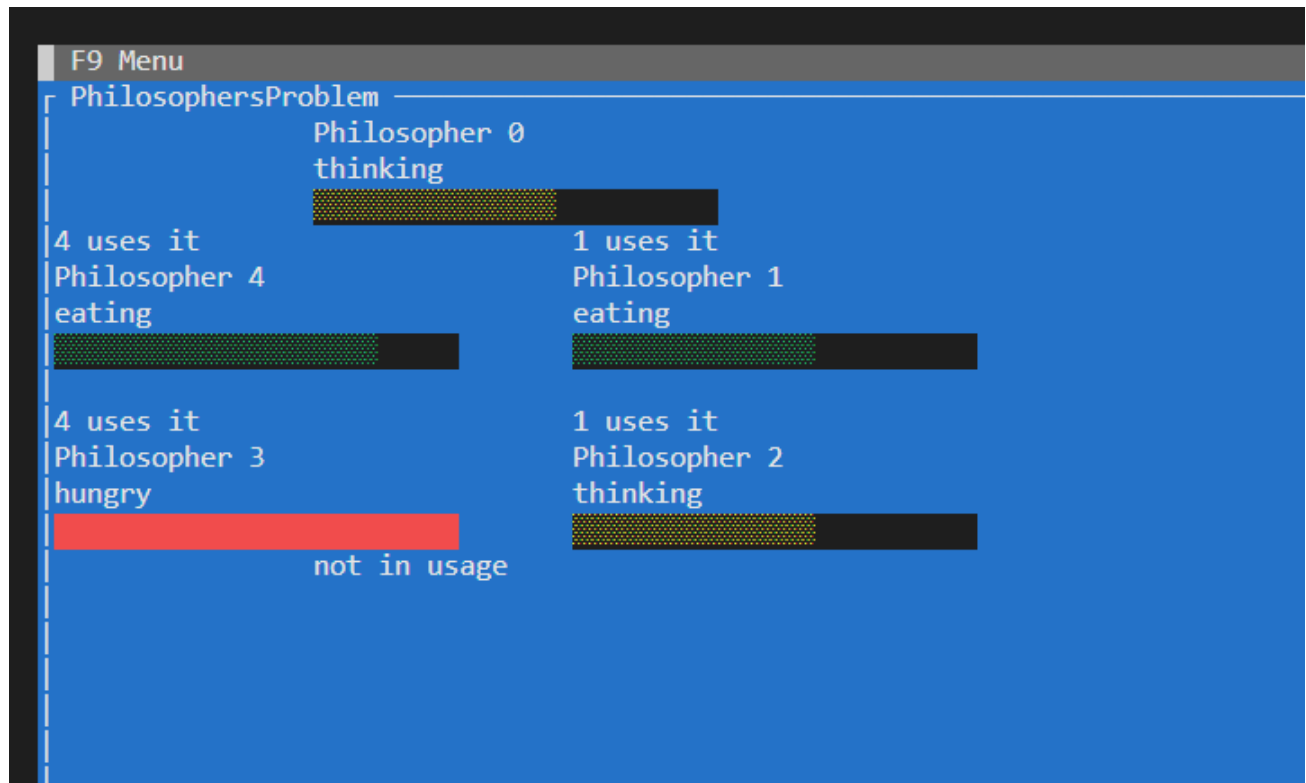 F9 Menu
PhilosophersProblem
Philosopher 0
thinking
4 uses it 1 uses it
Philosopher 4 Philosopher 1
eating eating
4 uses it 1 uses it
Philosopher 3 Philosopher 2
hungry thinking
not in usage